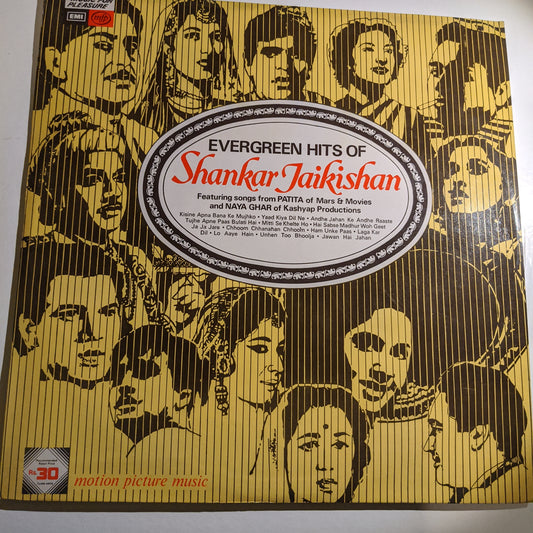 MUSIC FOR
PLEASURE
EMI mfp
EVERGREEN HITS OF
Shankar Jaikishan
Featuring songs from PATITA of Mars & Movies
and NAYA GHAR of Kashyap Productions
Kisine Apna Bana Ke Mujhko • Yaad Kiya Dil Ne • Andhe Jahan Ke Andhe Raaste
Tujhe Apne Paas Bulati Hai • Mitti Se Khelte Ho • Hai Sabse Madhur Woh Geet
Ja Ja Jare • Chhoom Chhanahan Chhoom • Ham Unke Paas • Laga Kar
Dil • Lo Aaye Hain • Unhen Too Bhoolja • Jawan Hai Jahan
Rs. 30
motion picture music